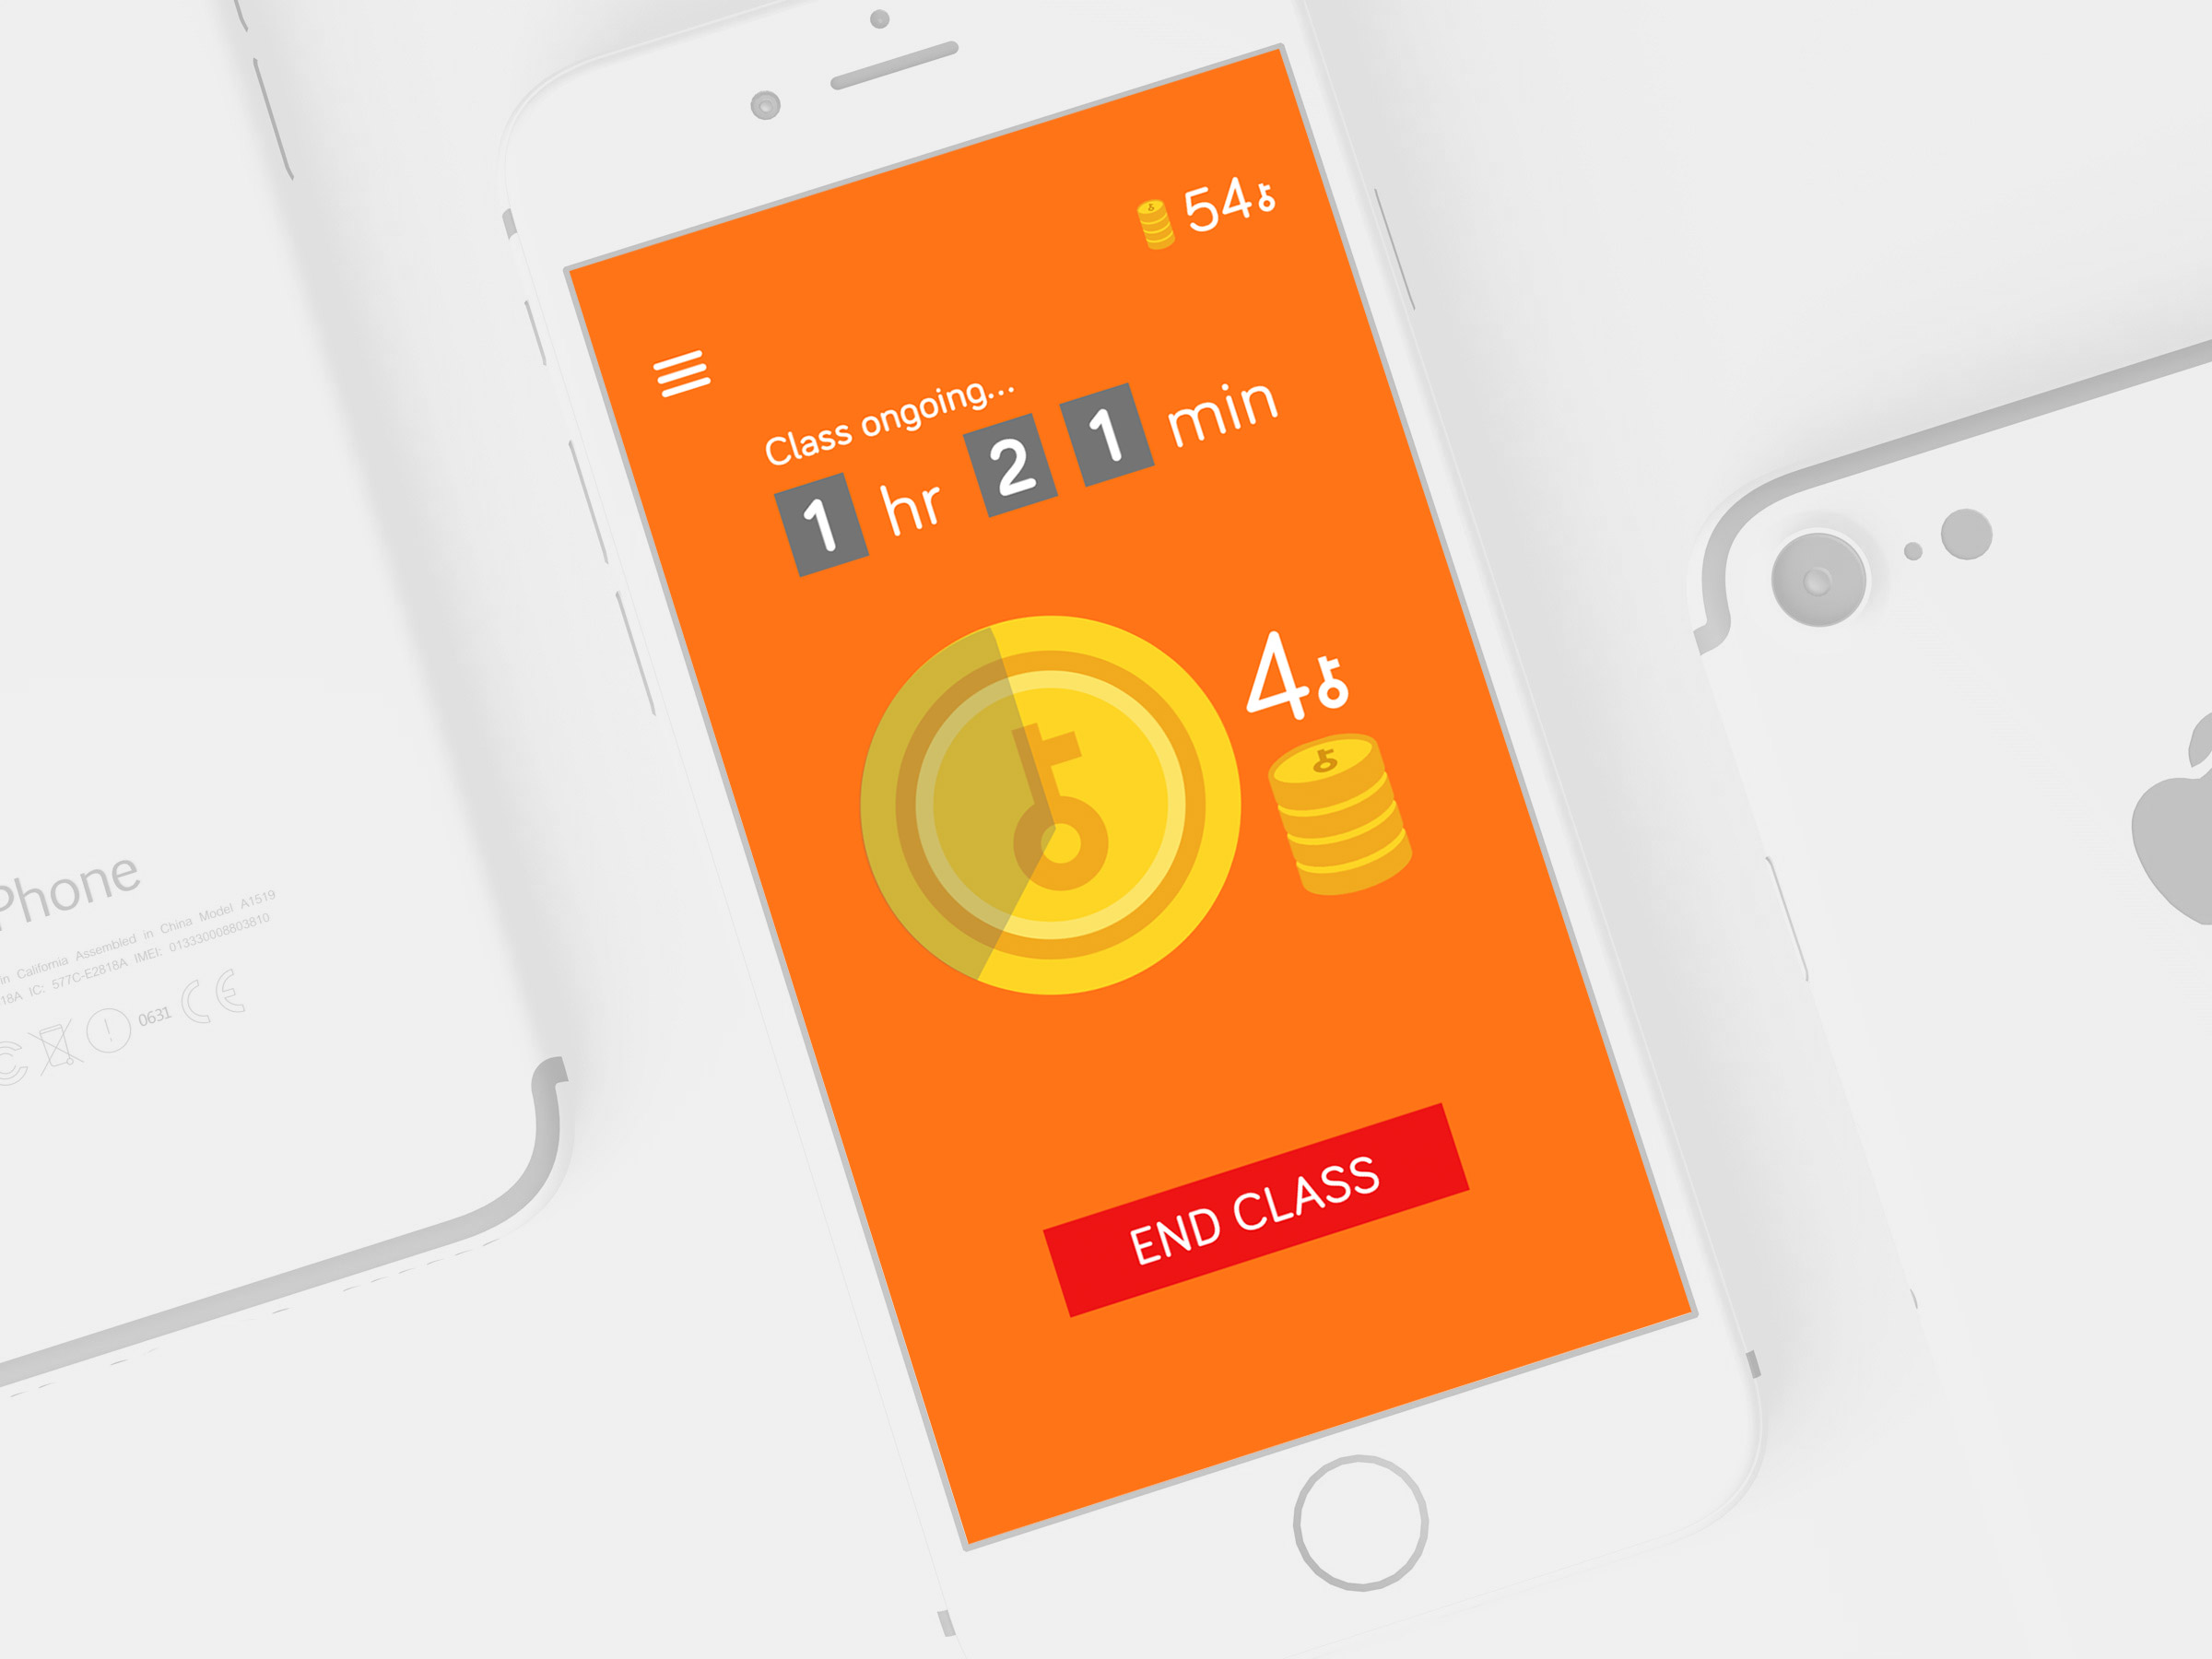 54
Class ongoing...
1 hr 2 1 min
4
END CLASS
Phone
in California Assembled in China Model A1519
18A IC: 577C-E2818A IMEI: 013330008803810
0631